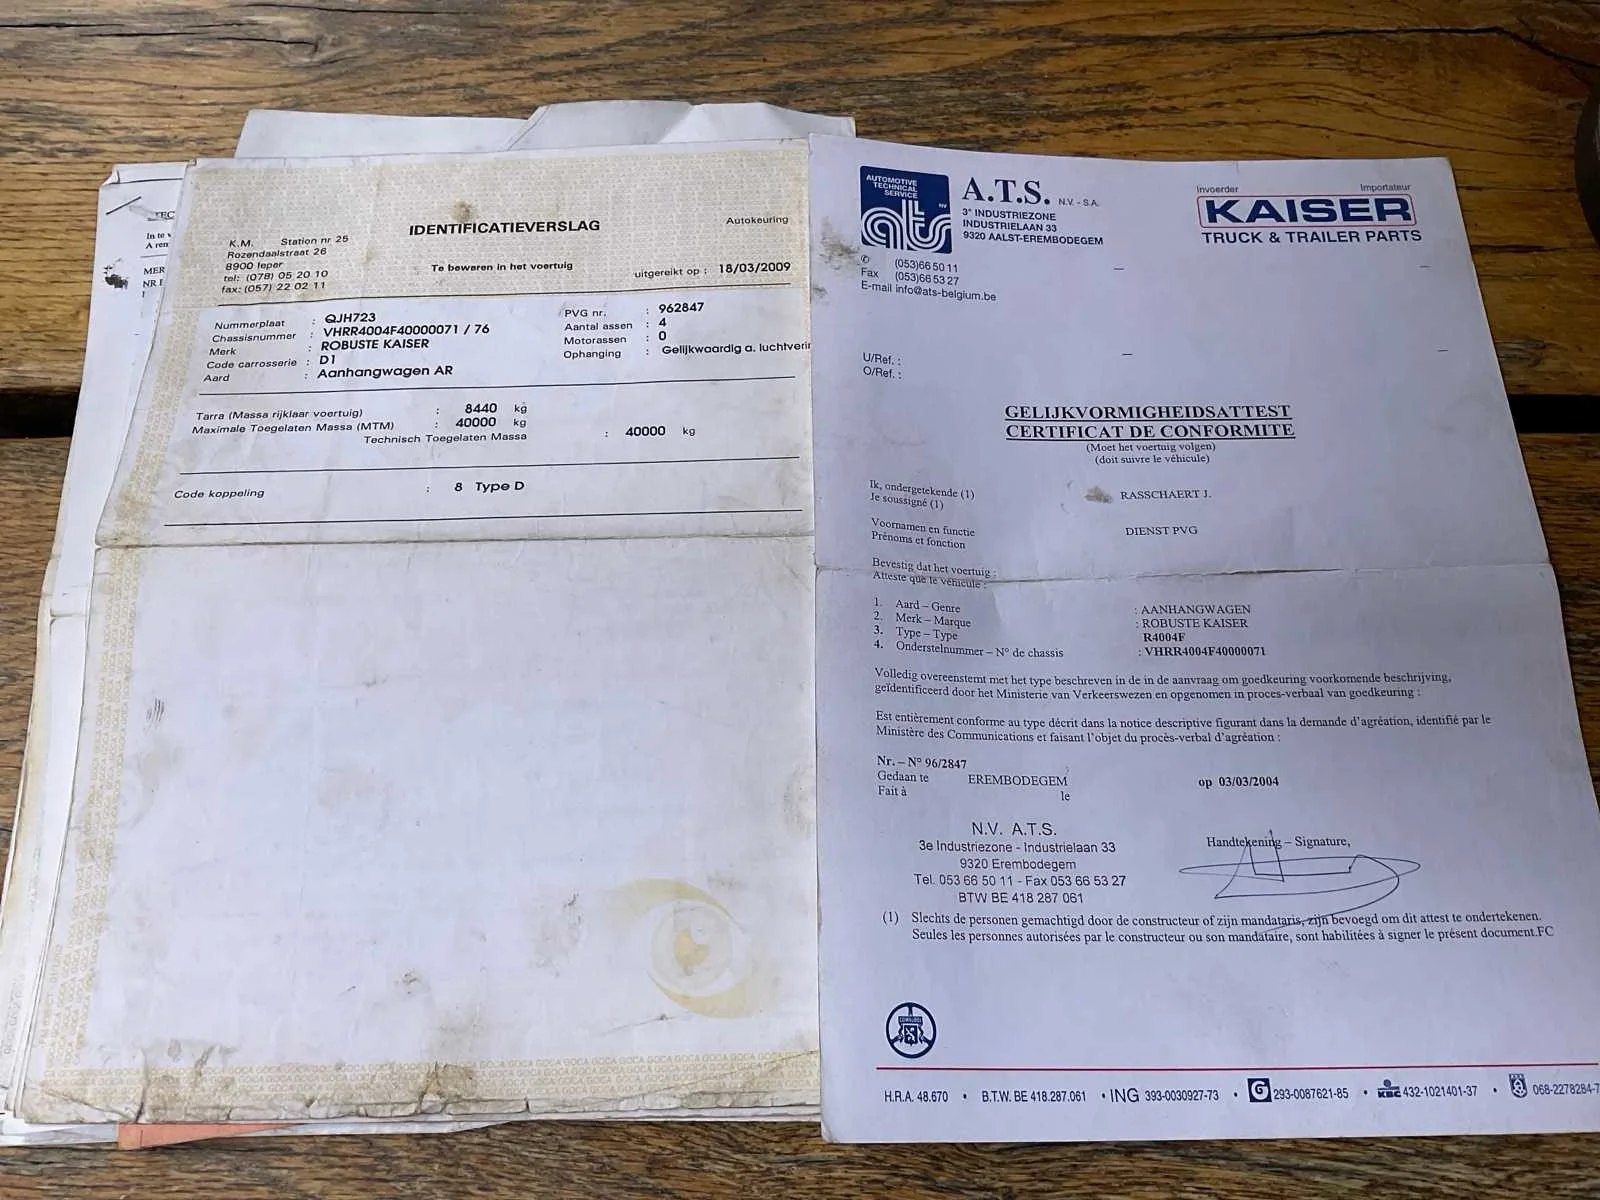 IDENTIFICATIEVERSLAG
Autokeuring
K.M. Station nr 25
Rozendaalstraat 26
8900 Ieper
tel: (078) 05 20 10
fax: (057) 22 02 11
Te bewaren in het voertuig
uitgereikt op : 18/03/2009
Nummerplaat : QJH723
Chassisnummer : VHRR4004F40000071 / 76
Merk : ROBUSTE KAISER
Code carrosserie : D1
Aard : Aanhangwagen AR
PVG nr. : 962847
Aantal assen : 4
Motorassen : 0
Ophanging : Gelijkwaardig a. luchtverin
Tarra (Massa rijklaar voertuig) : 8440 kg
Maximale Toegelaten Massa (MTM) : 40000 kg
Technisch Toegelaten Massa : 40000 kg
Code koppeling : 8 Type D
In te
A rem
MER
NR
AUTOMOTIVE
TECHNICAL
SERVICE
ats NV
A.T.S. N.V. - S.A.
3° INDUSTRIEZONE
INDUSTRIELAAN 33
9320 AALST-EREMBODEGEM
✆ (053)66 50 11
Fax (053)66 53 27
E-mail info@ats-belgium.be
Invoerder Importateur
KAISER
TRUCK & TRAILER PARTS
U/Ref. :
O/Ref. :
GELIJKVORMIGHEIDSATTEST
CERTIFICAT DE CONFORMITE
(Moet het voertuig volgen)
(doit suivre le véhicule)
Ik, ondergetekende (1) RASSCHAERT J.
Je soussigné (1)
Voornamen en functie DIENST PVG
Prénoms et fonction
Bevestig dat het voertuig :
Atteste que le véhicule :
1. Aard – Genre : AANHANGWAGEN
2. Merk – Marque : ROBUSTE KAISER
3. Type – Type R4004F
4. Onderstelnummer – N° de chassis : VHRR4004F40000071
Volledig overeenstemt met het type beschreven in de in de aanvraag om goedkeuring voorkomende beschrijving,
geïdentificeerd door het Ministerie van Verkeerswezen en opgenomen in proces-verbaal van goedkeuring :
Est entièrement conforme au type décrit dans la notice descriptive figurant dans la demande d'agréation, identifié par le
Ministère des Communications et faisant l'objet du procès-verbal d'agréation :
Nr. – N° 96/2847
Gedaan te EREMBODEGEM op 03/03/2004
Fait à le
N.V. A.T.S.
3e Industriezone - Industrielaan 33
9320 Erembodegem
Tel. 053 66 50 11 - Fax 053 66 53 27
BTW BE 418 287 061
Handtekening – Signature,
(1) Slechts de personen gemachtigd door de constructeur of zijn mandataris, zijn bevoegd om dit attest te ondertekenen.
Seules les personnes autorisées par le constructeur ou son mandataire, sont habilitées à signer le présent document.FC
H.R.A. 48.670 • B.T.W. BE 418.287.061 • ING 393-0030927-73 • G 293-0087621-85 • KBC 432-1021401-37 • 068-2278284-7